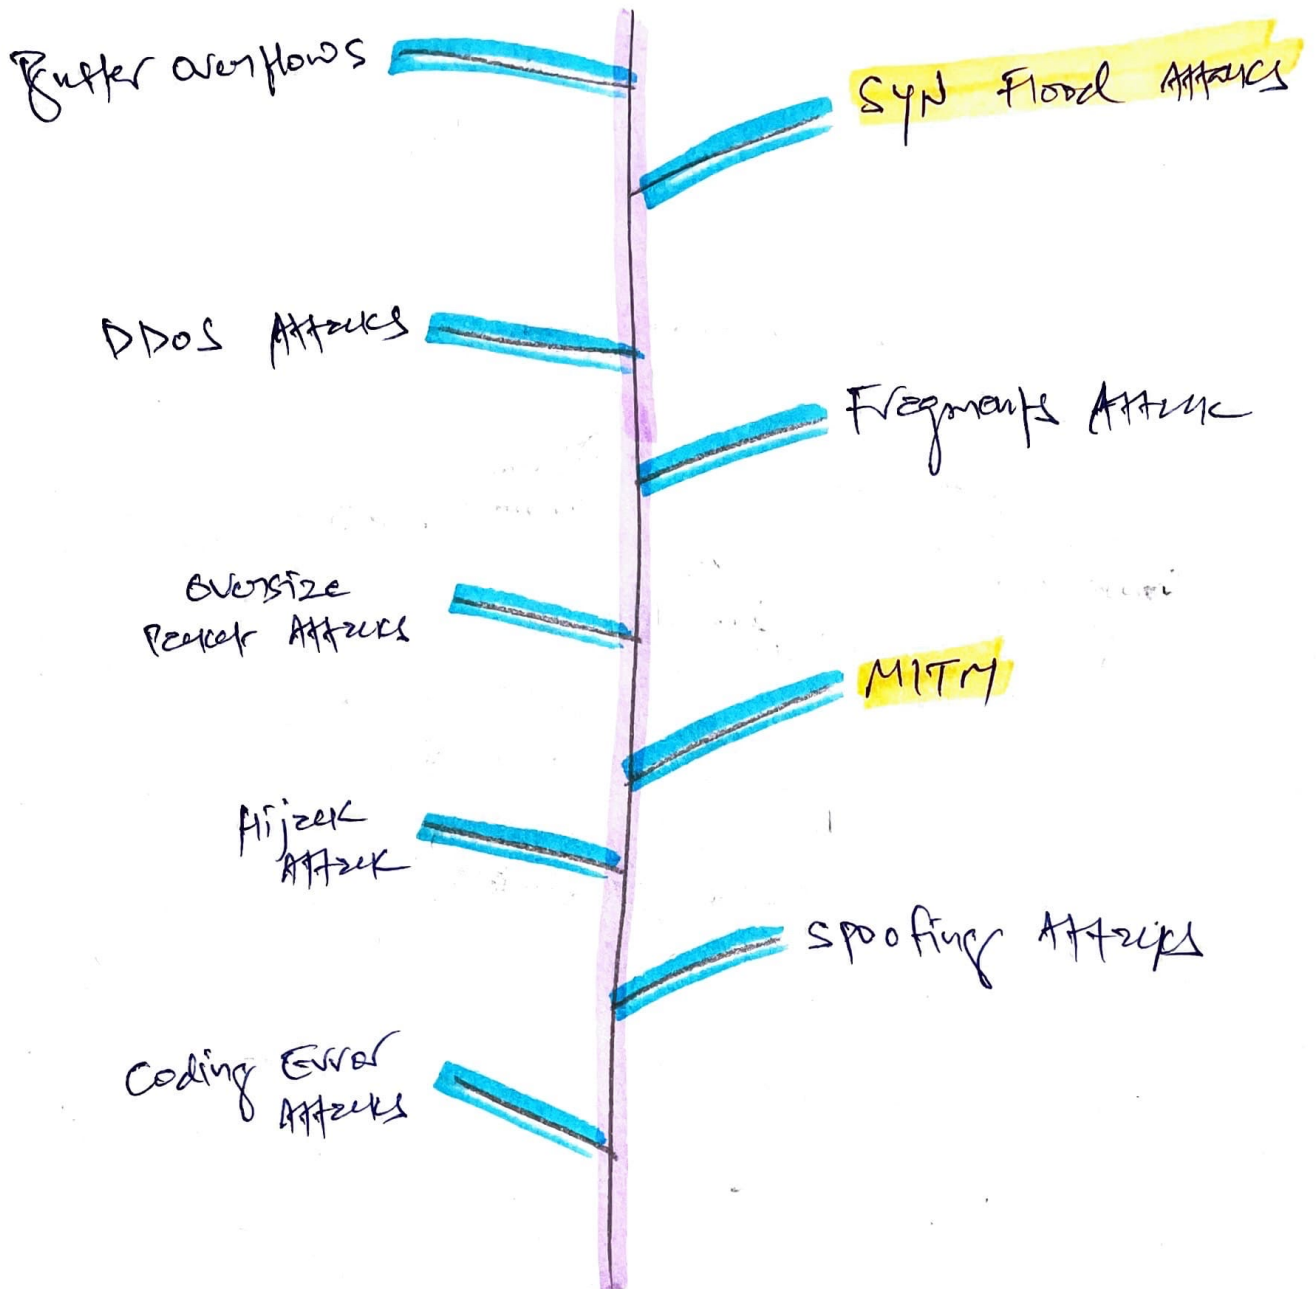 Buffer Overflows
SYN Flood Attacks
DDOS Attacks
Fragments Attack
Oversize
Packet Attacks
MITM
Hijack
Attack
Spoofing Attacks
Coding Error
Attacks